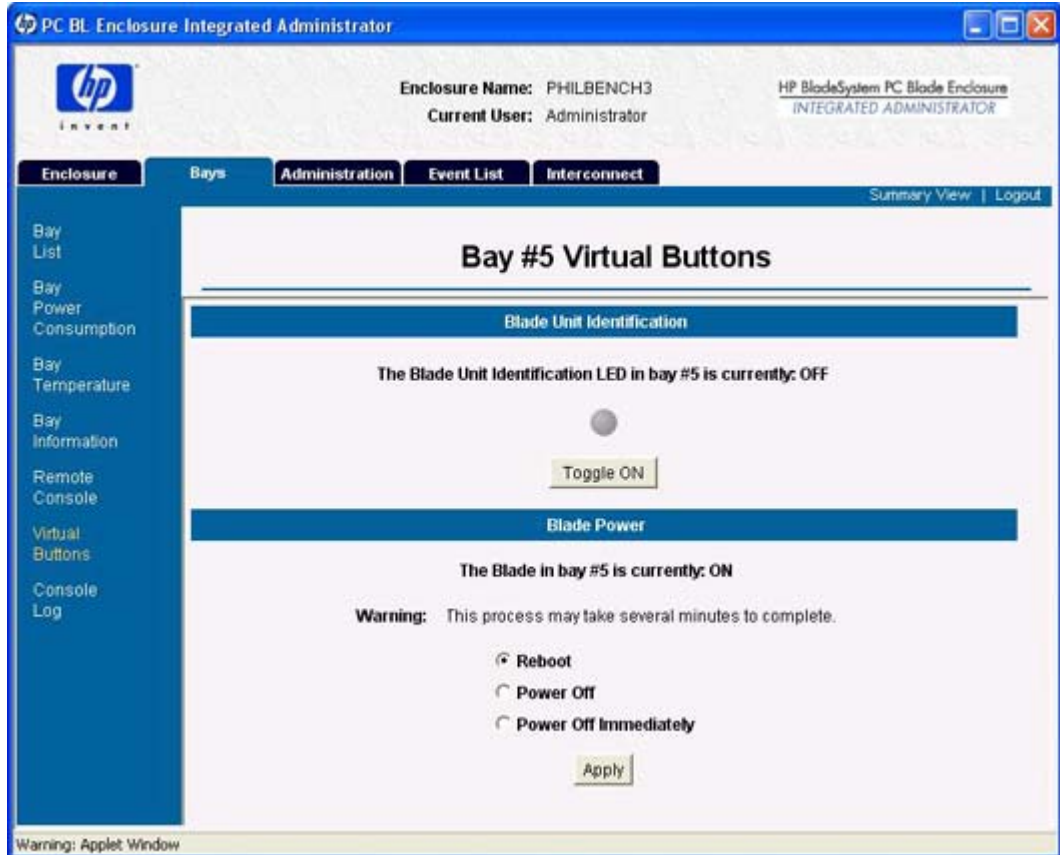 PC BL Enclosure Integrated Administrator
hp
invent
Enclosure Name: PHILBENCH3
Current User: Administrator
HP BladeSystem PC Blade Enclosure
INTEGRATED ADMINISTRATOR
Enclosure Bays Administration Event List Interconnect
Summary View | Logout
Bay
List
Bay
Power
Consumption
Bay
Temperature
Bay
Information
Remote
Console
Virtual
Buttons
Console
Log
Bay #5 Virtual Buttons
Blade Unit Identification
The Blade Unit Identification LED in bay #5 is currently: OFF
Toggle ON
Blade Power
The Blade in bay #5 is currently: ON
Warning: This process may take several minutes to complete.
Reboot
Power Off
Power Off Immediately
Apply
Warning: Applet Window